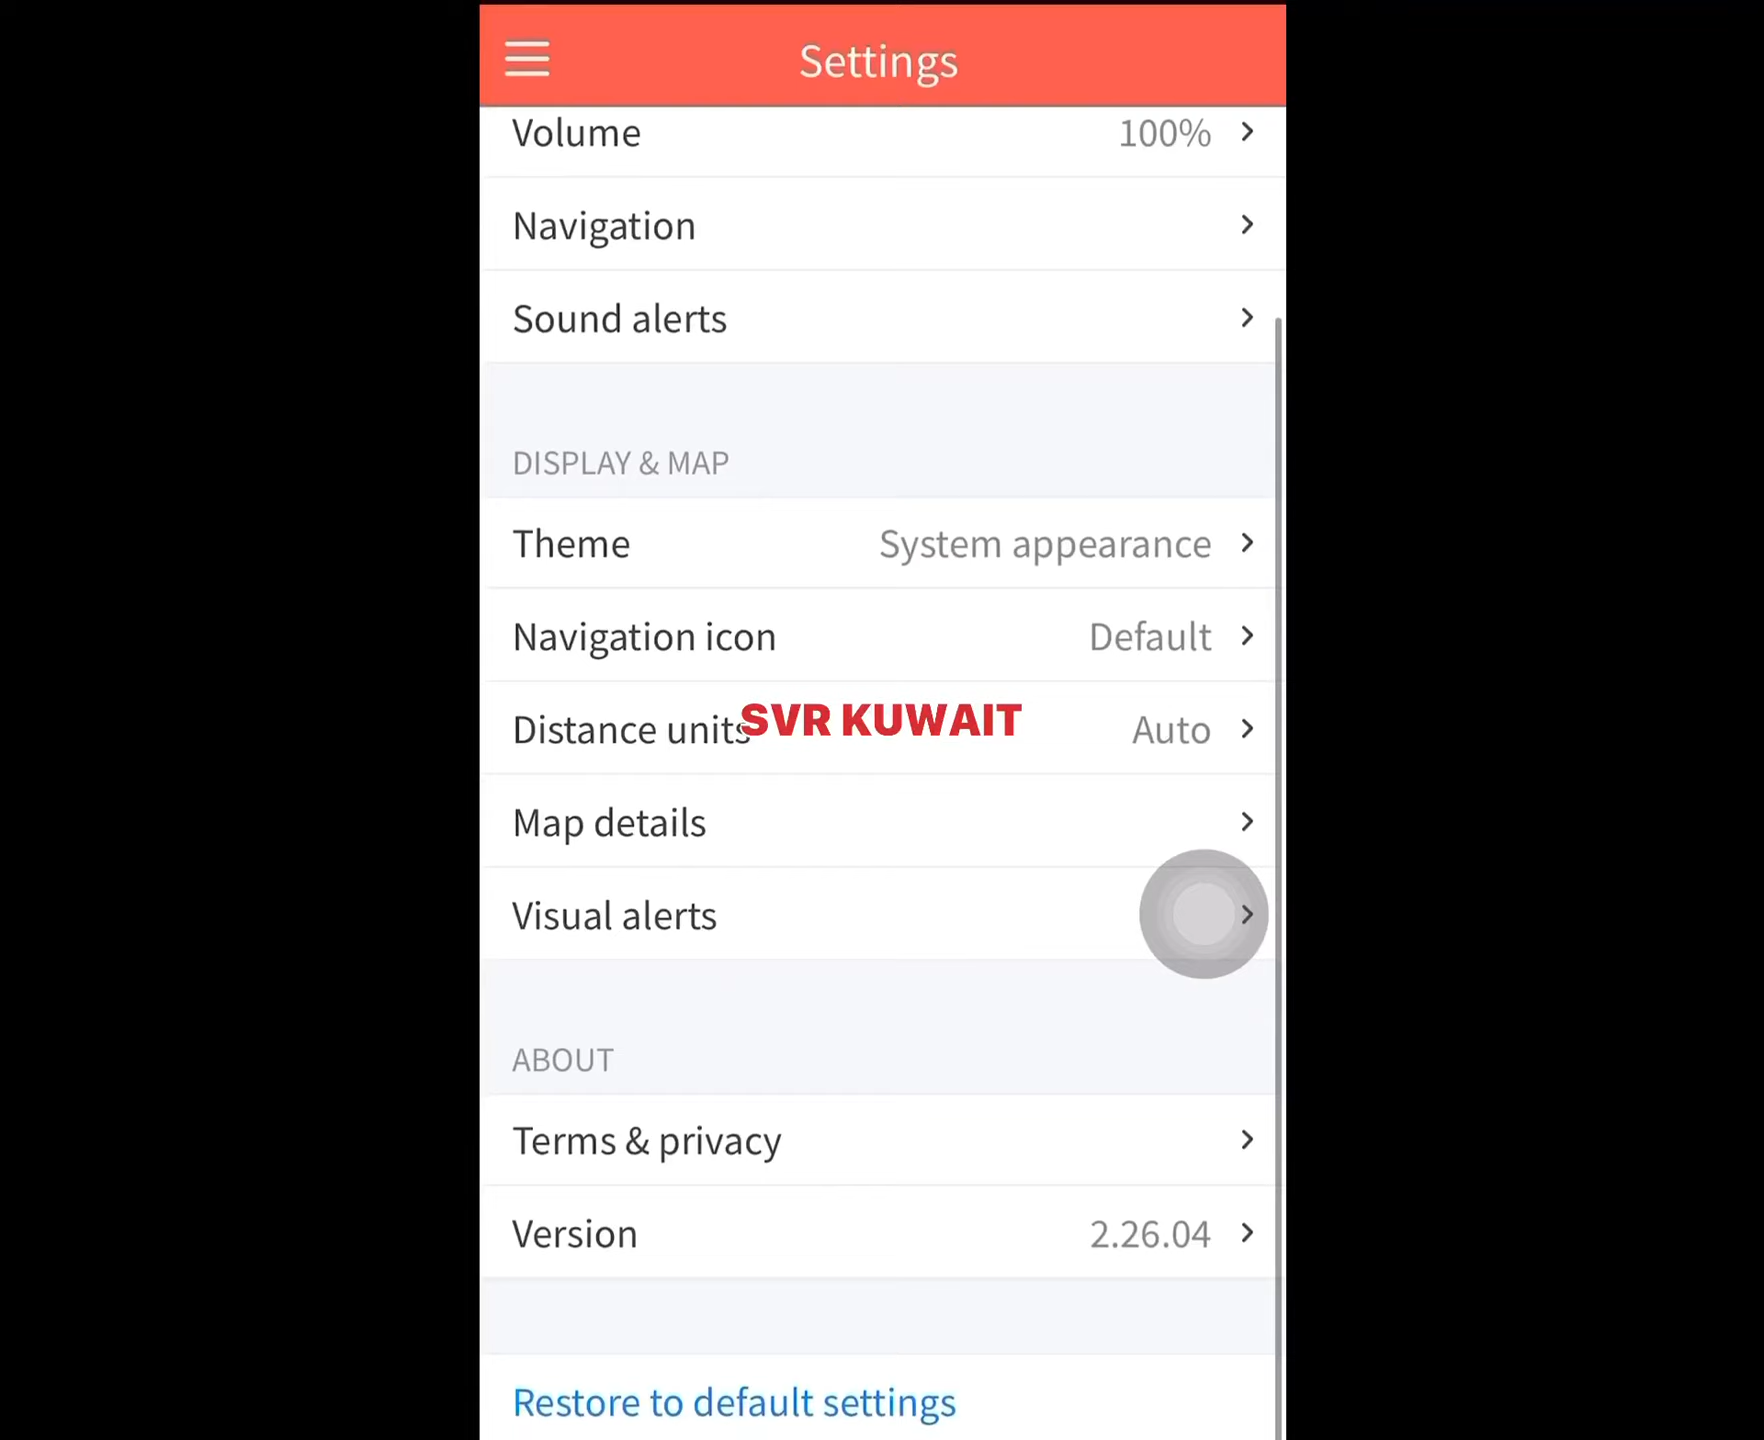 Settings
Volume 100%
Navigation
Sound alerts
DISPLAY & MAP
Theme System appearance
Navigation icon Default
Distance units Auto
SVR KUWAIT
Map details
Visual alerts
ABOUT
Terms & privacy
Version 2.26.04
Restore to default settings